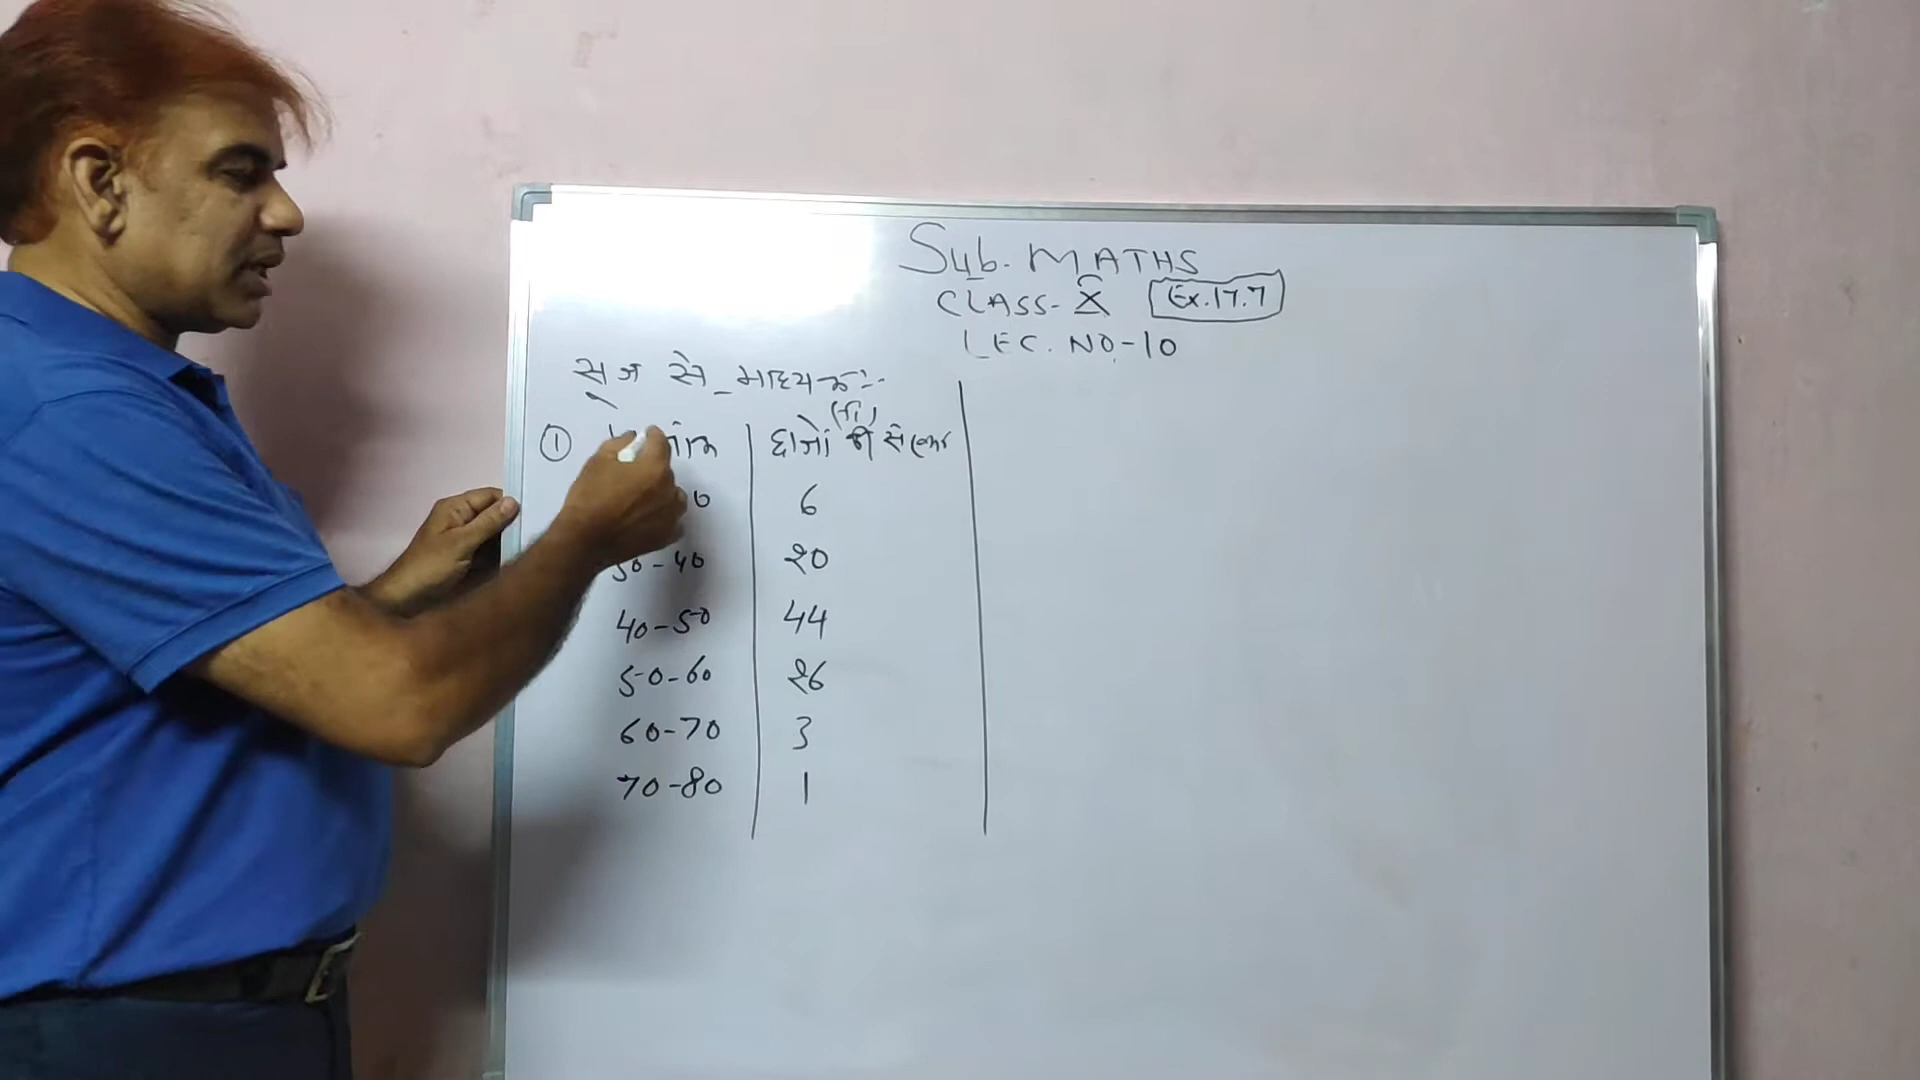 Sub. MATHS
CLASS-X Ex.17.7
LEC. NO.-10
सूत्र से माध्यक:-
(fi)
① छात्रों की संख्या
6
30-40 20
40-50 44
50-60 26
60-70 3
70-80 1